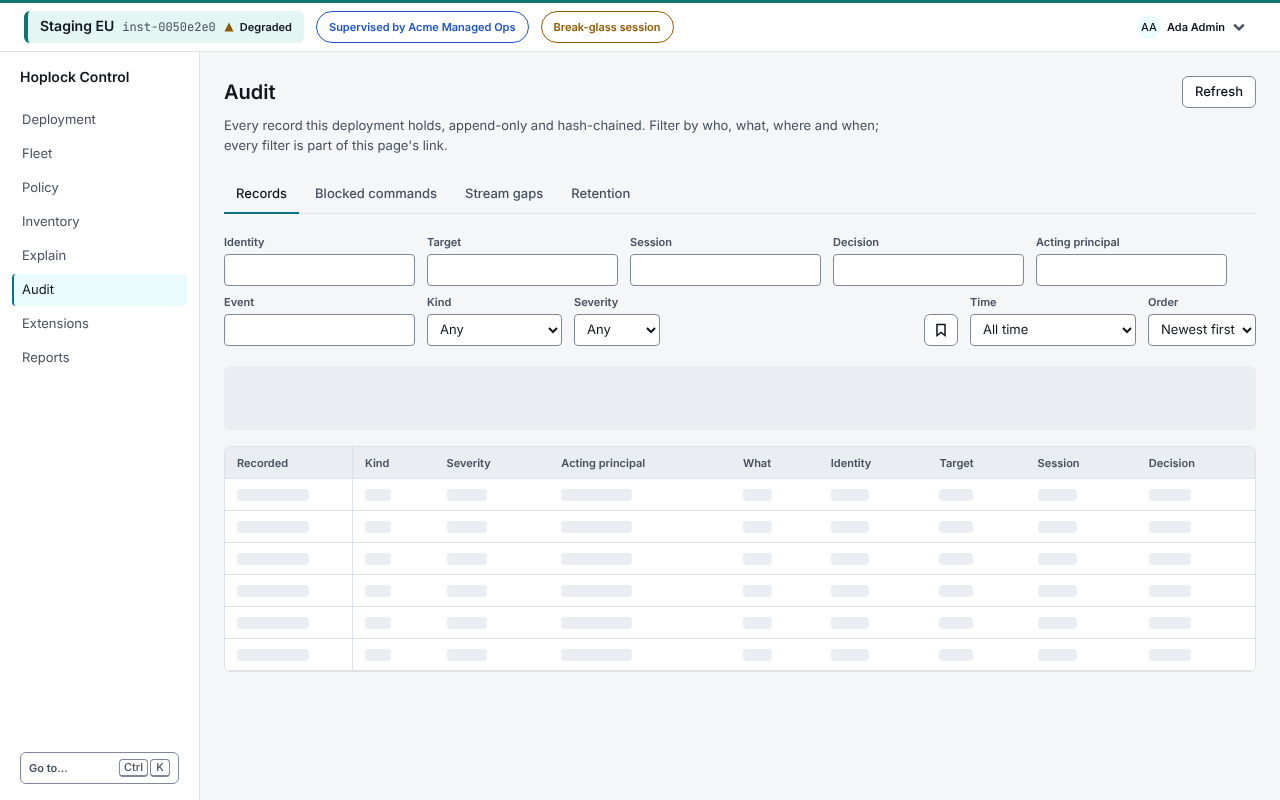 Staging EU inst-0050e2e0 Degraded Supervised by Acme Managed Ops Break-glass session AA Ada Admin
Hoplock Control
Deployment
Fleet
Policy
Inventory
Explain
Audit
Extensions
Reports
Go to... Ctrl K
Audit
Refresh
Every record this deployment holds, append-only and hash-chained. Filter by who, what, where and when;
every filter is part of this page's link.
Records Blocked commands Stream gaps Retention
Identity Target Session Decision Acting principal
Event Kind Severity Time Order
Any Any All time Newest first
Recorded Kind Severity Acting principal What Identity Target Session Decision